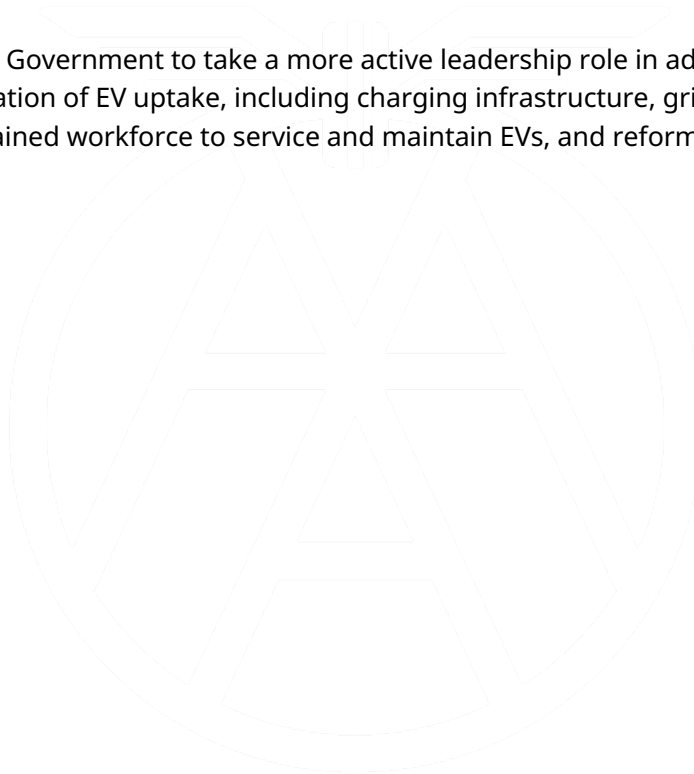 Government to take a more active leadership role in ad
ation of EV uptake, including charging infrastructure, gri
ained workforce to service and maintain EVs, and reform